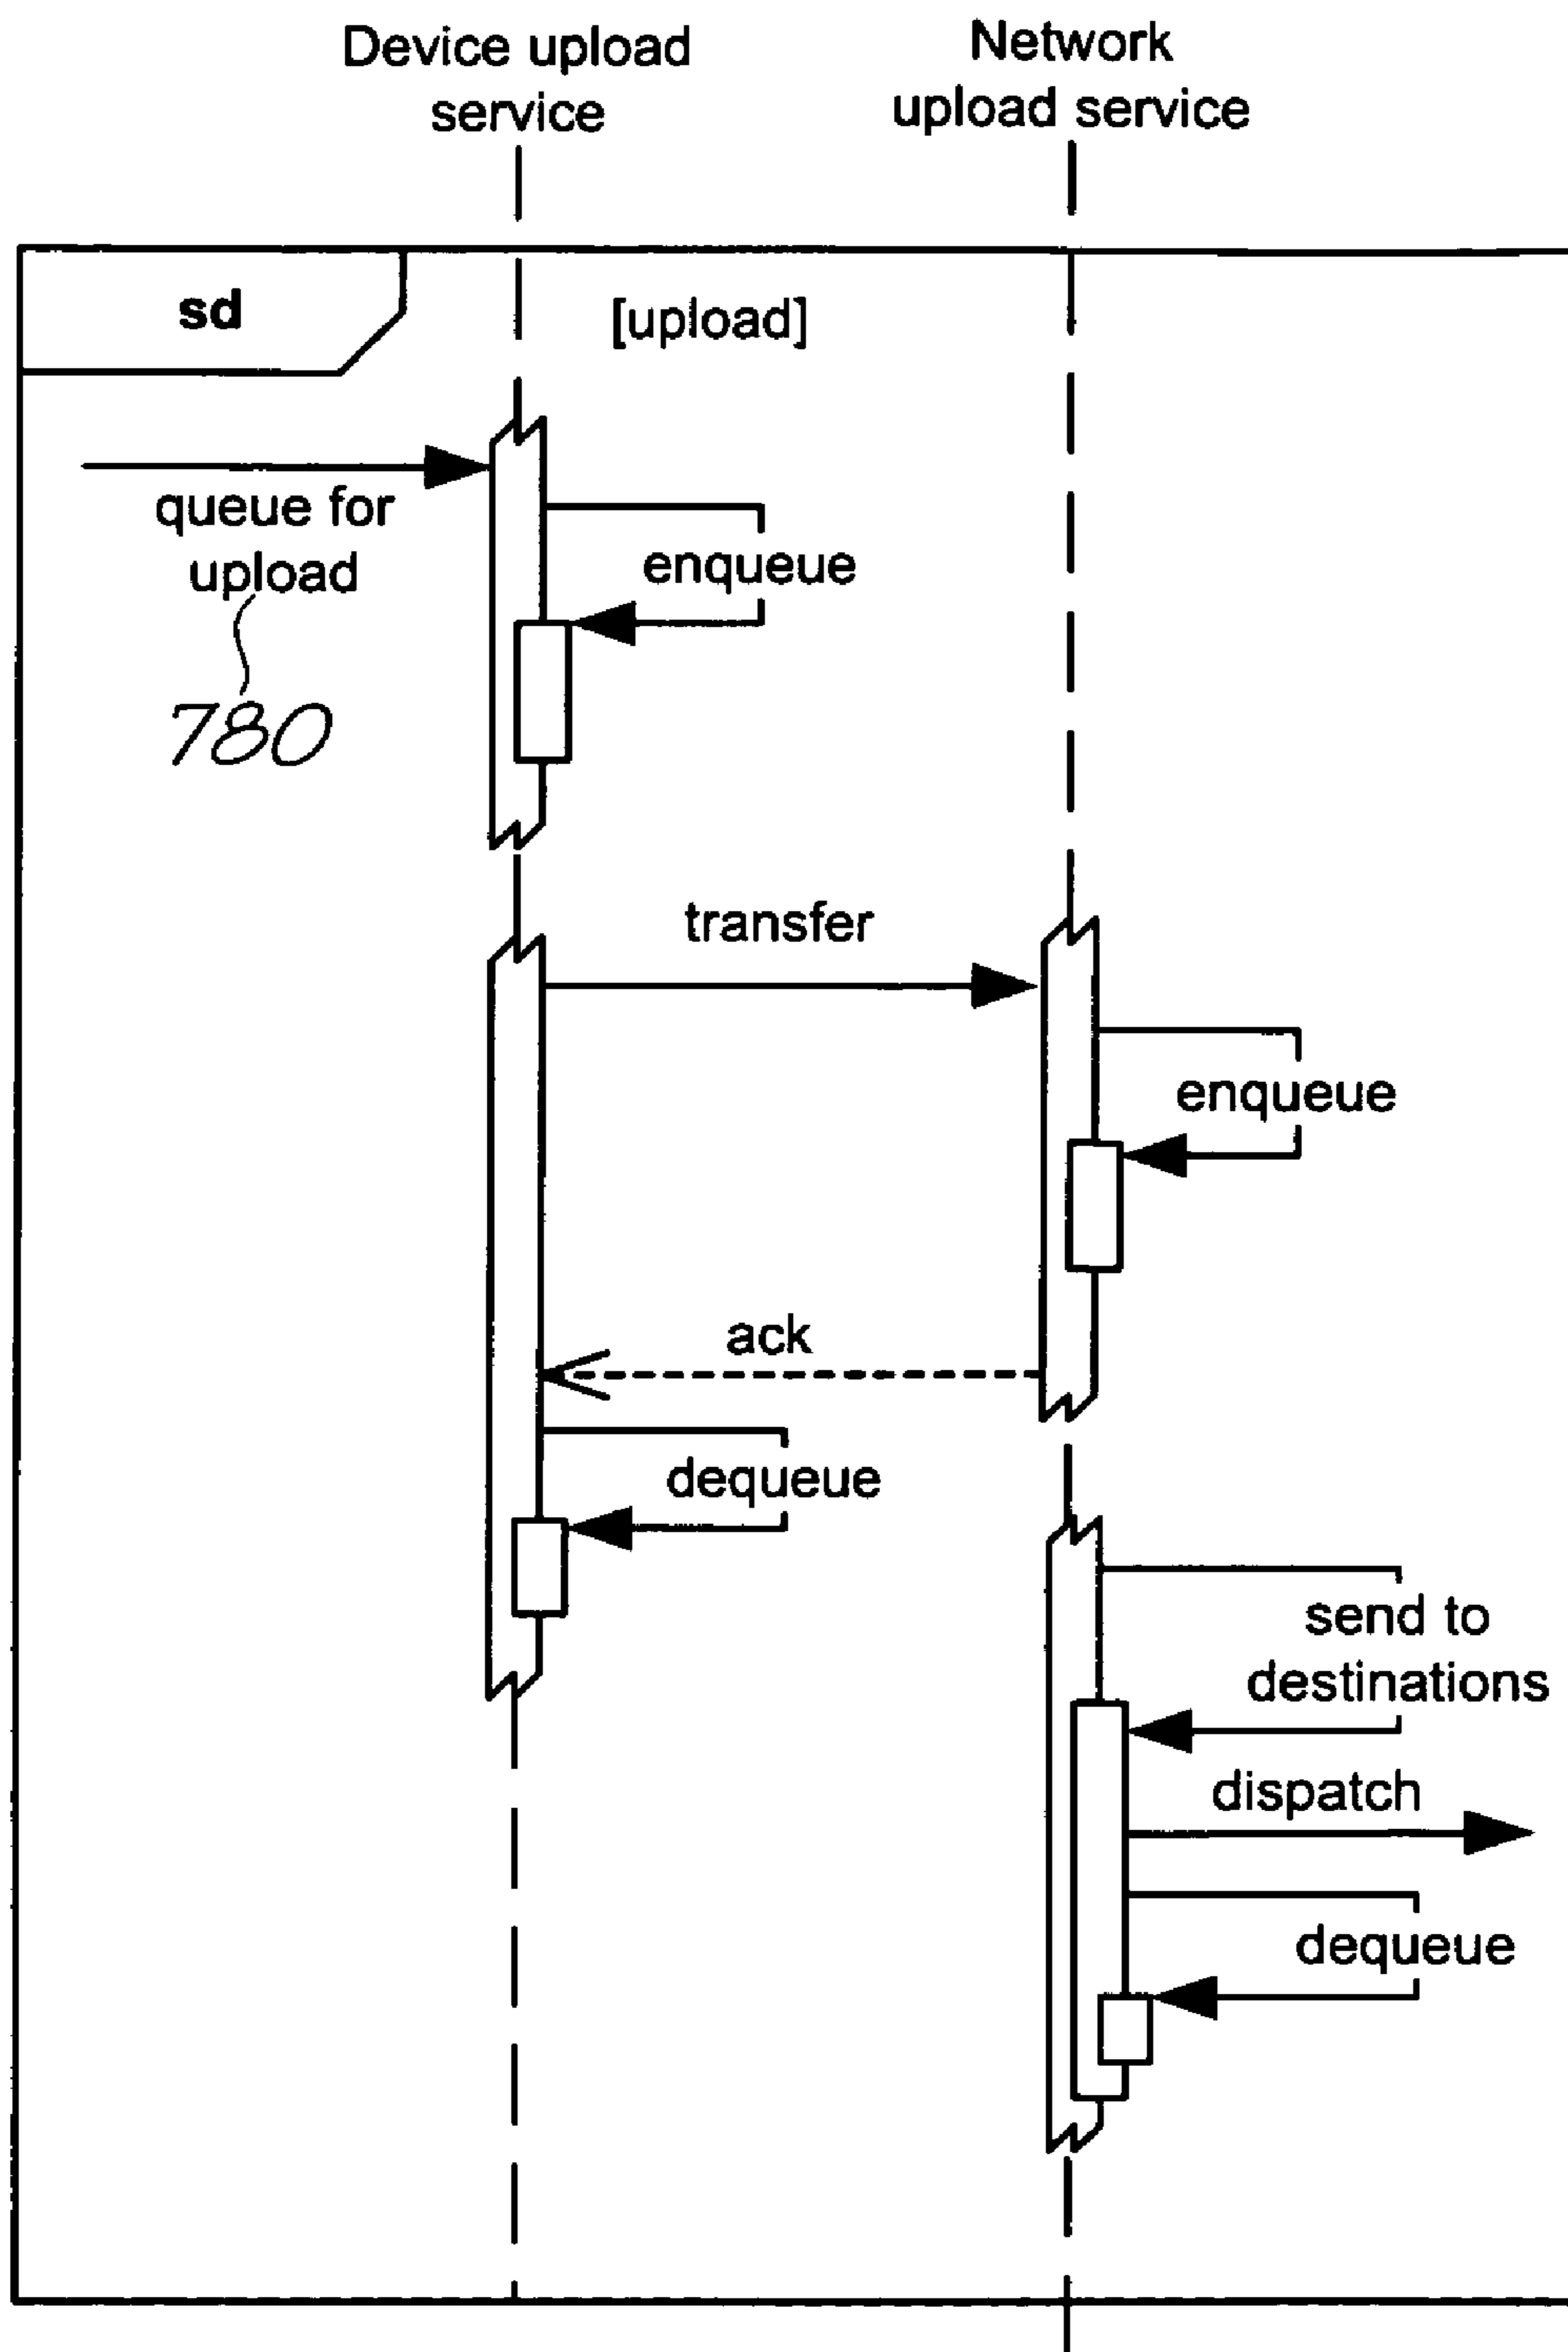 Device upload
service
Network
upload service
sd
[upload]
queue for
upload
780
enqueue
transfer
enqueue
ack
dequeue
send to
destinations
dispatch
dequeue